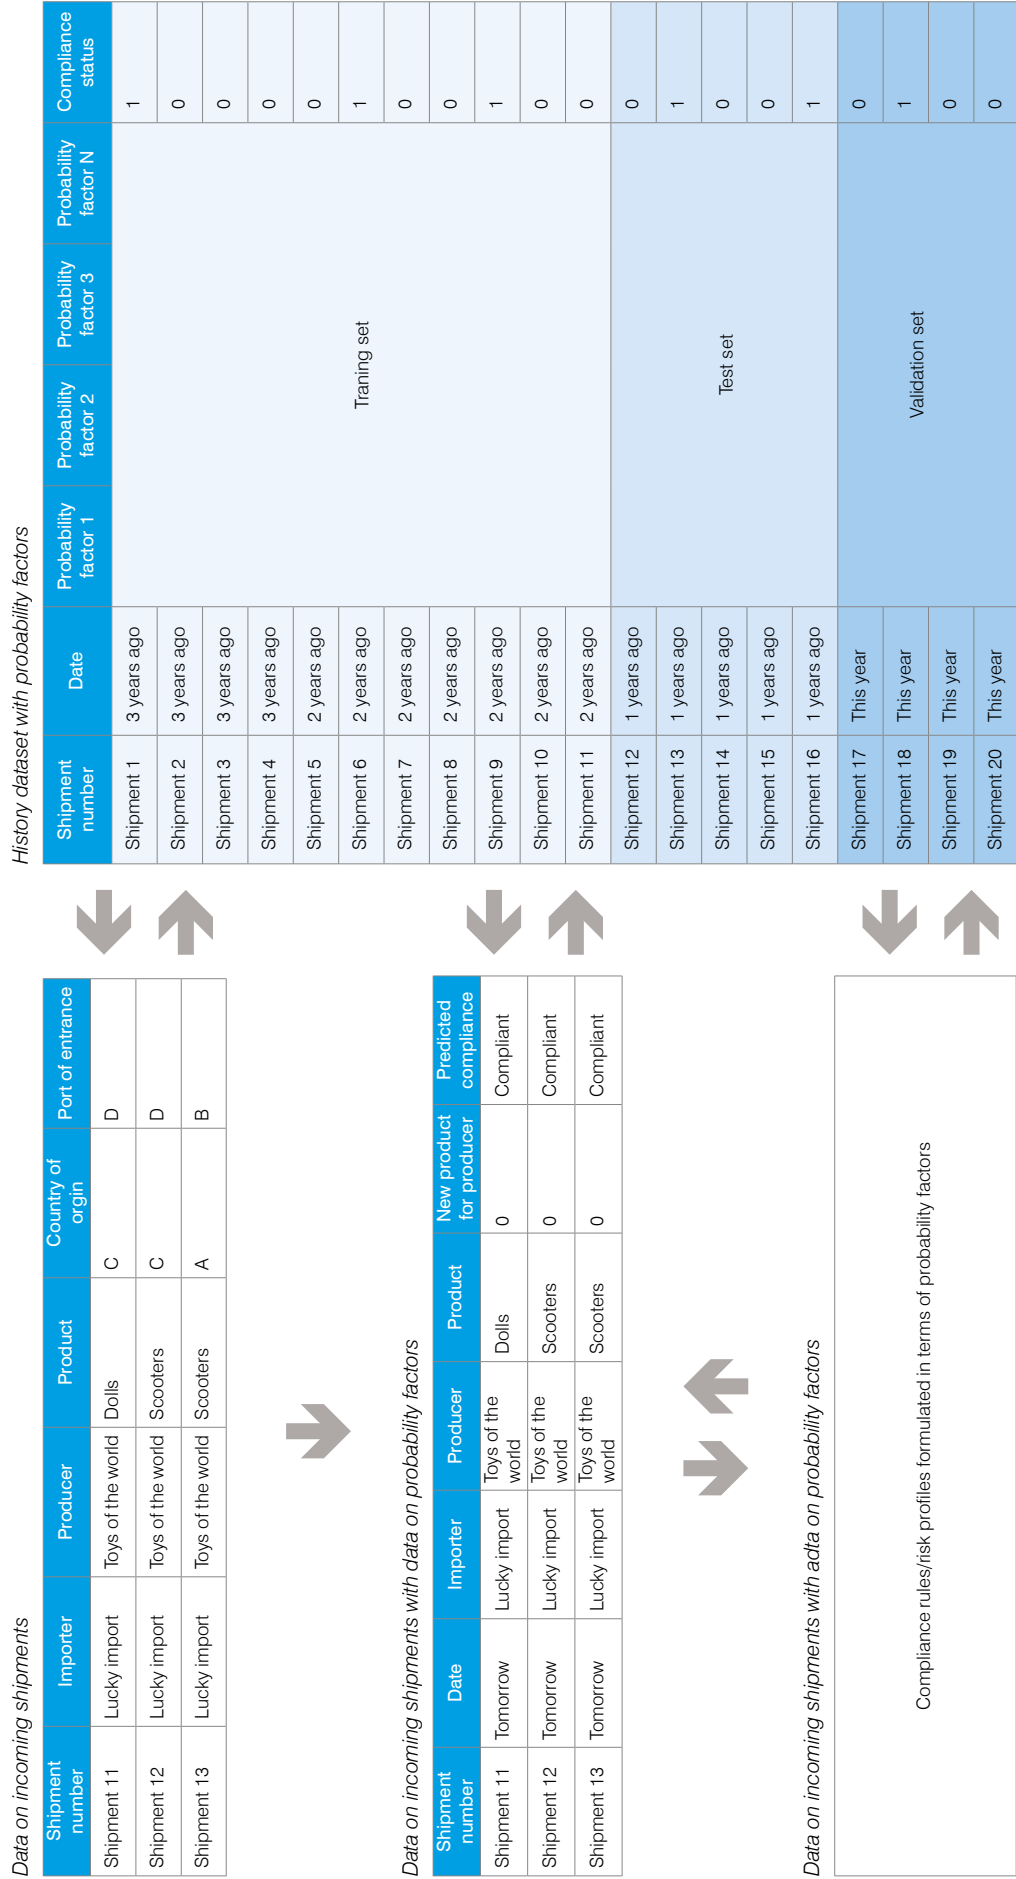 Data on incoming shipments
Shipment number Importer Producer Product Country of orgin Port of entrance
Shipment 11 Lucky import Toys of the world Dolls C D
Shipment 12 Lucky import Toys of the world Scooters C D
Shipment 13 Lucky import Toys of the world Scooters A B
Data on incoming shipments with data on probability factors
Shipment number Date Importer Producer Product New product for producer Predicted compliance
Shipment 11 Tomorrow Lucky import Toys of the world Dolls 0 Compliant
Shipment 12 Tomorrow Lucky import Toys of the world Scooters 0 Compliant
Shipment 13 Tomorrow Lucky import Toys of the world Scooters 0 Compliant
Data on incoming shipments with adta on probability factors
Compliance rules/risk profiles formulated in terms of probability factors
History dataset with probability factors
Shipment number Date Probability factor 1 Probability factor 2 Probability factor 3 Probability factor N Compliance status
Shipment 1 3 years ago 1
Shipment 2 3 years ago 0
Shipment 3 3 years ago 0
Shipment 4 3 years ago 0
Shipment 5 2 years ago 0
Shipment 6 2 years ago Traning set 1
Shipment 7 2 years ago 0
Shipment 8 2 years ago 0
Shipment 9 2 years ago 1
Shipment 10 2 years ago 0
Shipment 11 2 years ago 0
Shipment 12 1 years ago 0
Shipment 13 1 years ago 1
Shipment 14 1 years ago Test set 0
Shipment 15 1 years ago 0
Shipment 16 1 years ago 1
Shipment 17 This year 0
Shipment 18 This year Validation set 1
Shipment 19 This year 0
Shipment 20 This year 0